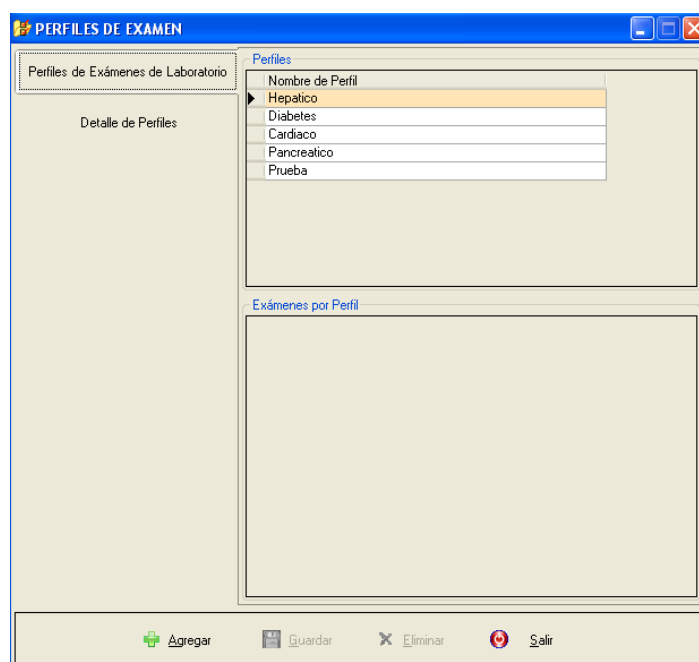 PERFILES DE EXAMEN
Perfiles de Exámenes de Laboratorio
Detalle de Perfiles
Perfiles
Nombre de Perfil
Hepatico
Diabetes
Cardiaco
Pancreatico
Prueba
Exámenes por Perfil
Agregar Guardar Eliminar Salir